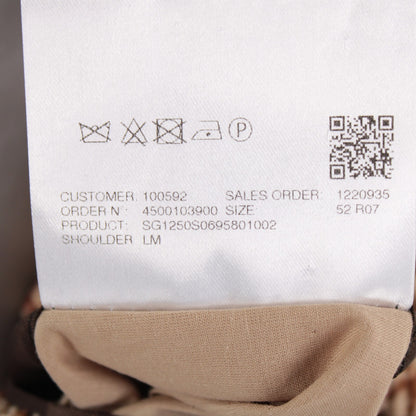 P
CUSTOMER: 100592 SALES ORDER: 1220935
ORDER N°: 4500103900 SIZE: 52 R07
PRODUCT: SG1250S0695801002
SHOULDER LM